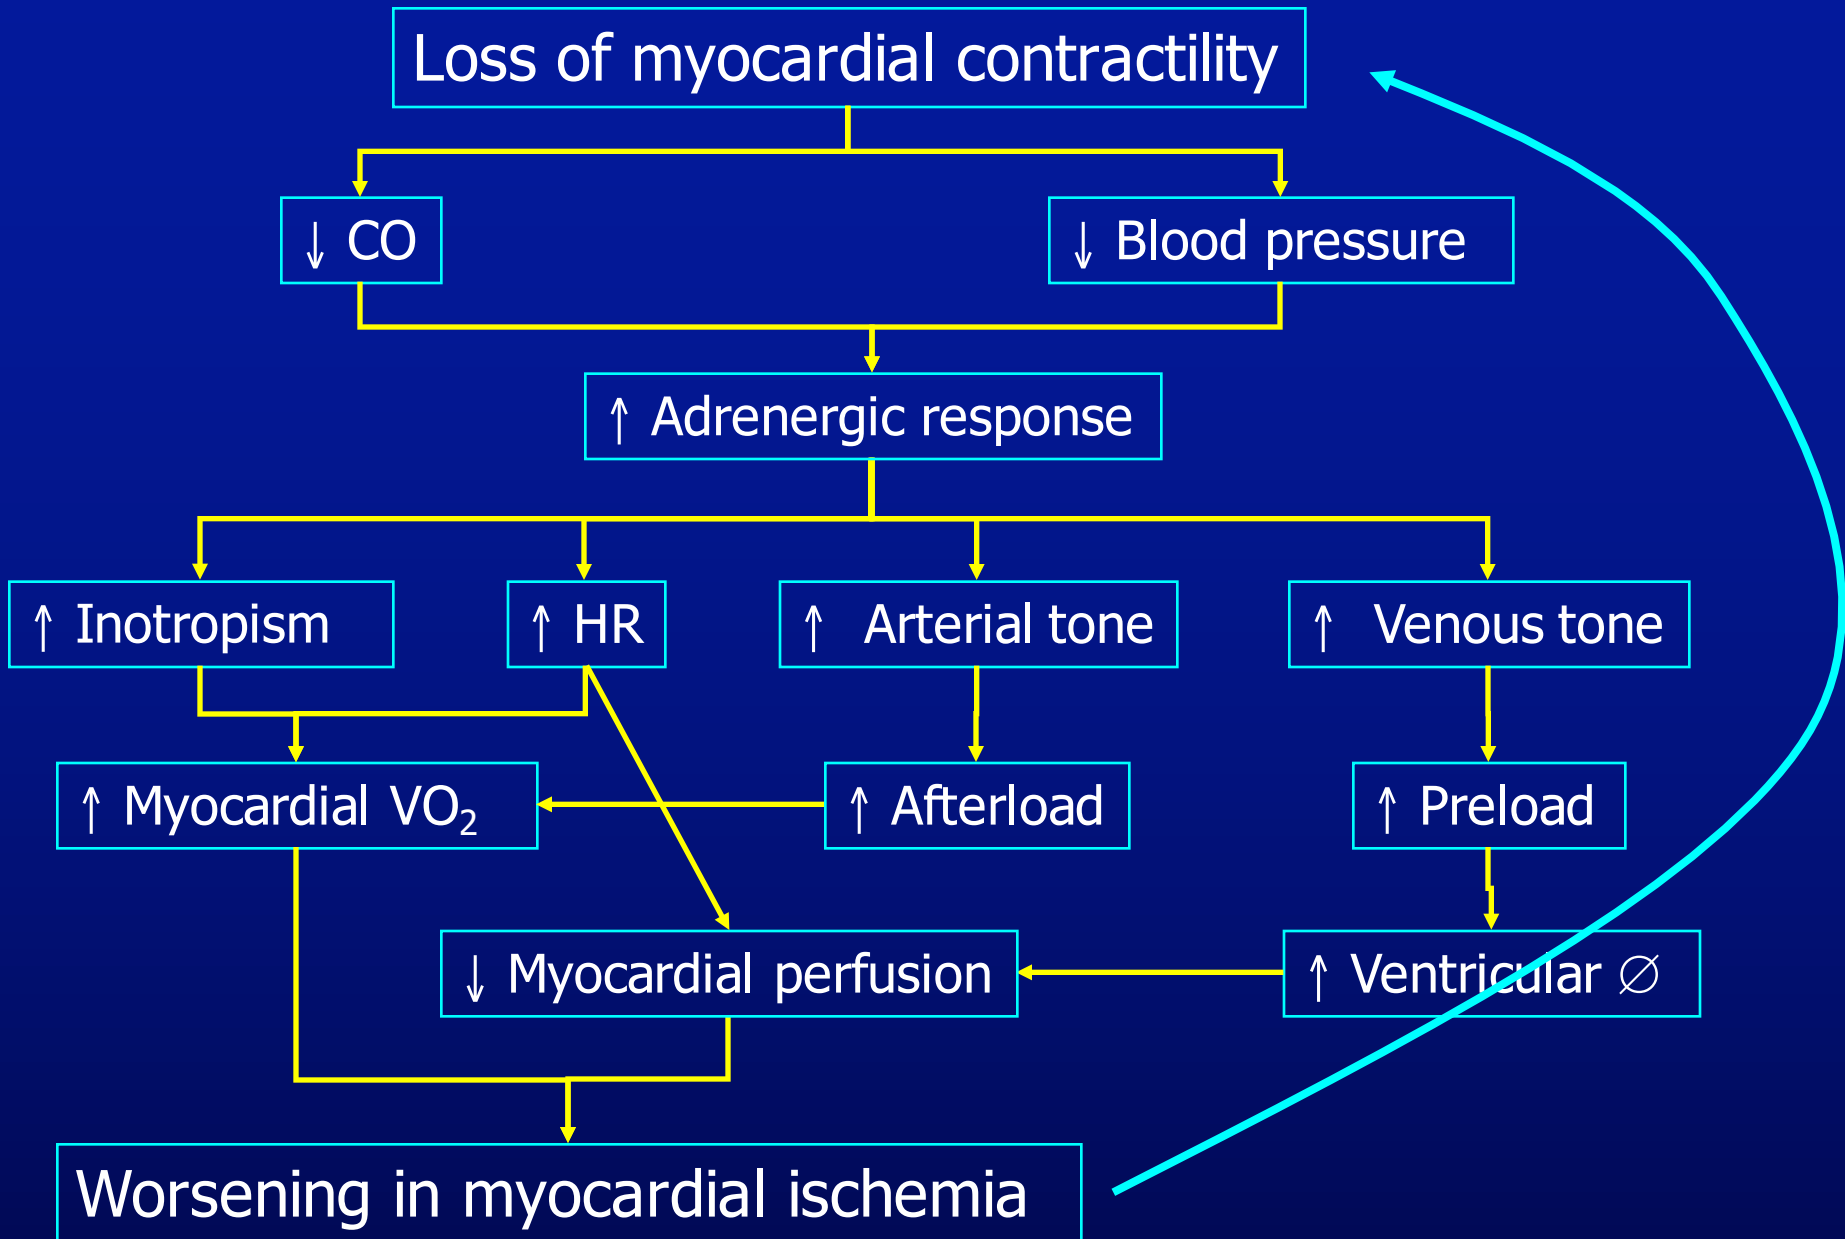 Loss of myocardial contractility
↓ CO
↓ Blood pressure
↑ Adrenergic response
↑ Inotropism
↑ HR
↑ Arterial tone
↑ Venous tone
↑ Myocardial VO₂
↑ Afterload
↑ Preload
↓ Myocardial perfusion
↑ Ventricular ∅
Worsening in myocardial ischemia